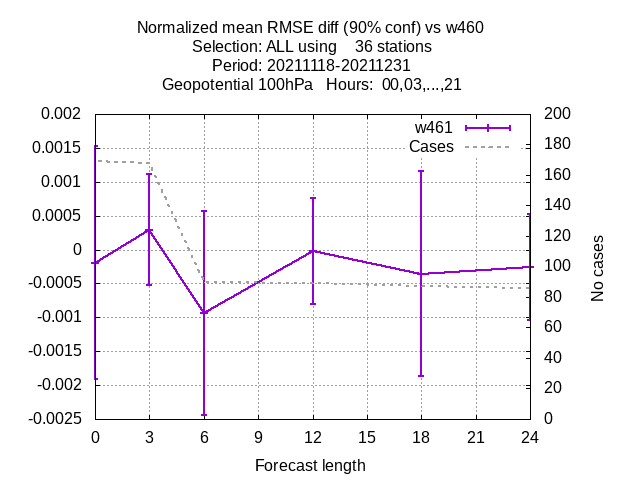 Normalized mean RMSE diff (90% conf) vs w460
Selection: ALL using    36 stations
Period: 20211118-20211231
Geopotential 100hPa   Hours:  00,03,...,21
w461
Cases
0.002
0.0015
0.001
0.0005
0
-0.0005
-0.001
-0.0015
-0.002
-0.0025
200
180
160
140
120
100
80
60
40
20
0
No cases
0 3 6 9 12 15 18 21 24
Forecast length